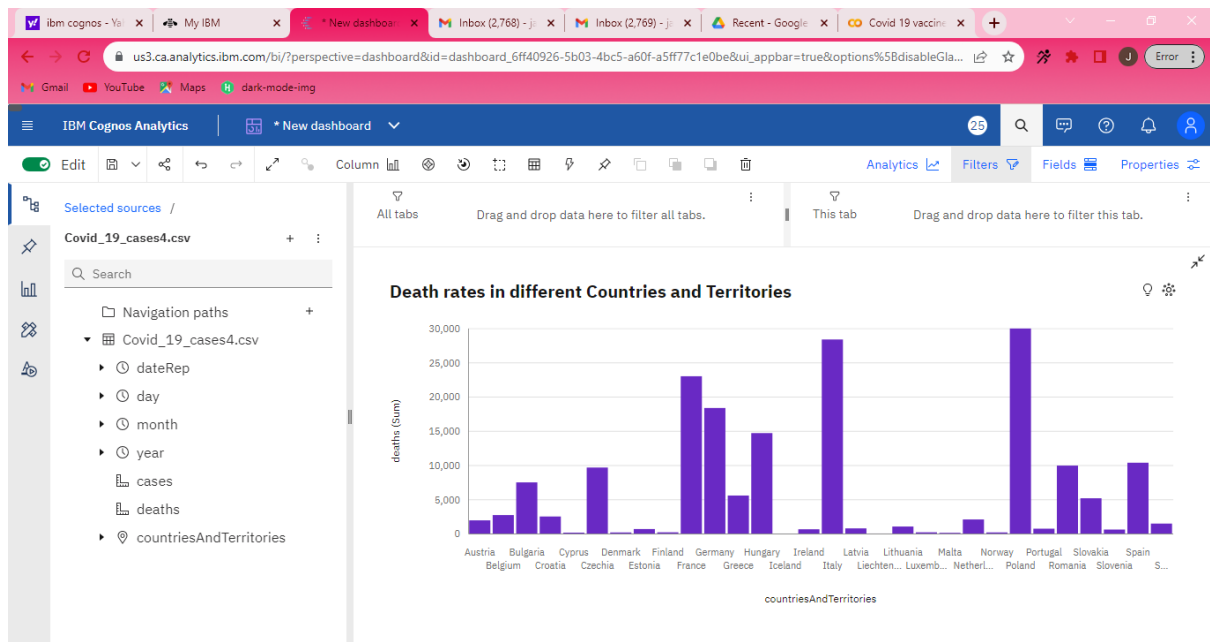 ibm cognos - Ya
My IBM
* New dashboar
Inbox (2,768) - ja
Inbox (2,769) - ja
Recent - Google
Covid 19 vaccine
us3.ca.analytics.ibm.com/bi/?perspective=dashboard&id=dashboard_6ff40926-5b03-4bc5-a60f-a5ff77c1e0be&ui_appbar=true&options%5BdisableGla...
J
Error
Gmail
YouTube
Maps
dark-mode-img
IBM Cognos Analytics
* New dashboard
25
Edit
Column
Analytics
Filters
Fields
Properties
Selected sources /
Covid_19_cases4.csv
Search
Navigation paths
Covid_19_cases4.csv
dateRep
day
month
year
cases
deaths
countriesAndTerritories
All tabs
Drag and drop data here to filter all tabs.
This tab
Drag and drop data here to filter this tab.
Death rates in different Countries and Territories
deaths (Sum)
30,000
25,000
20,000
15,000
10,000
5,000
0
Austria Bulgaria Cyprus Denmark Finland Germany Hungary Ireland Latvia Lithuania Malta Norway Portugal Slovakia Spain
Belgium Croatia Czechia Estonia France Greece Iceland Italy Liechten... Luxemb... Netherl... Poland Romania Slovenia S...
countriesAndTerritories